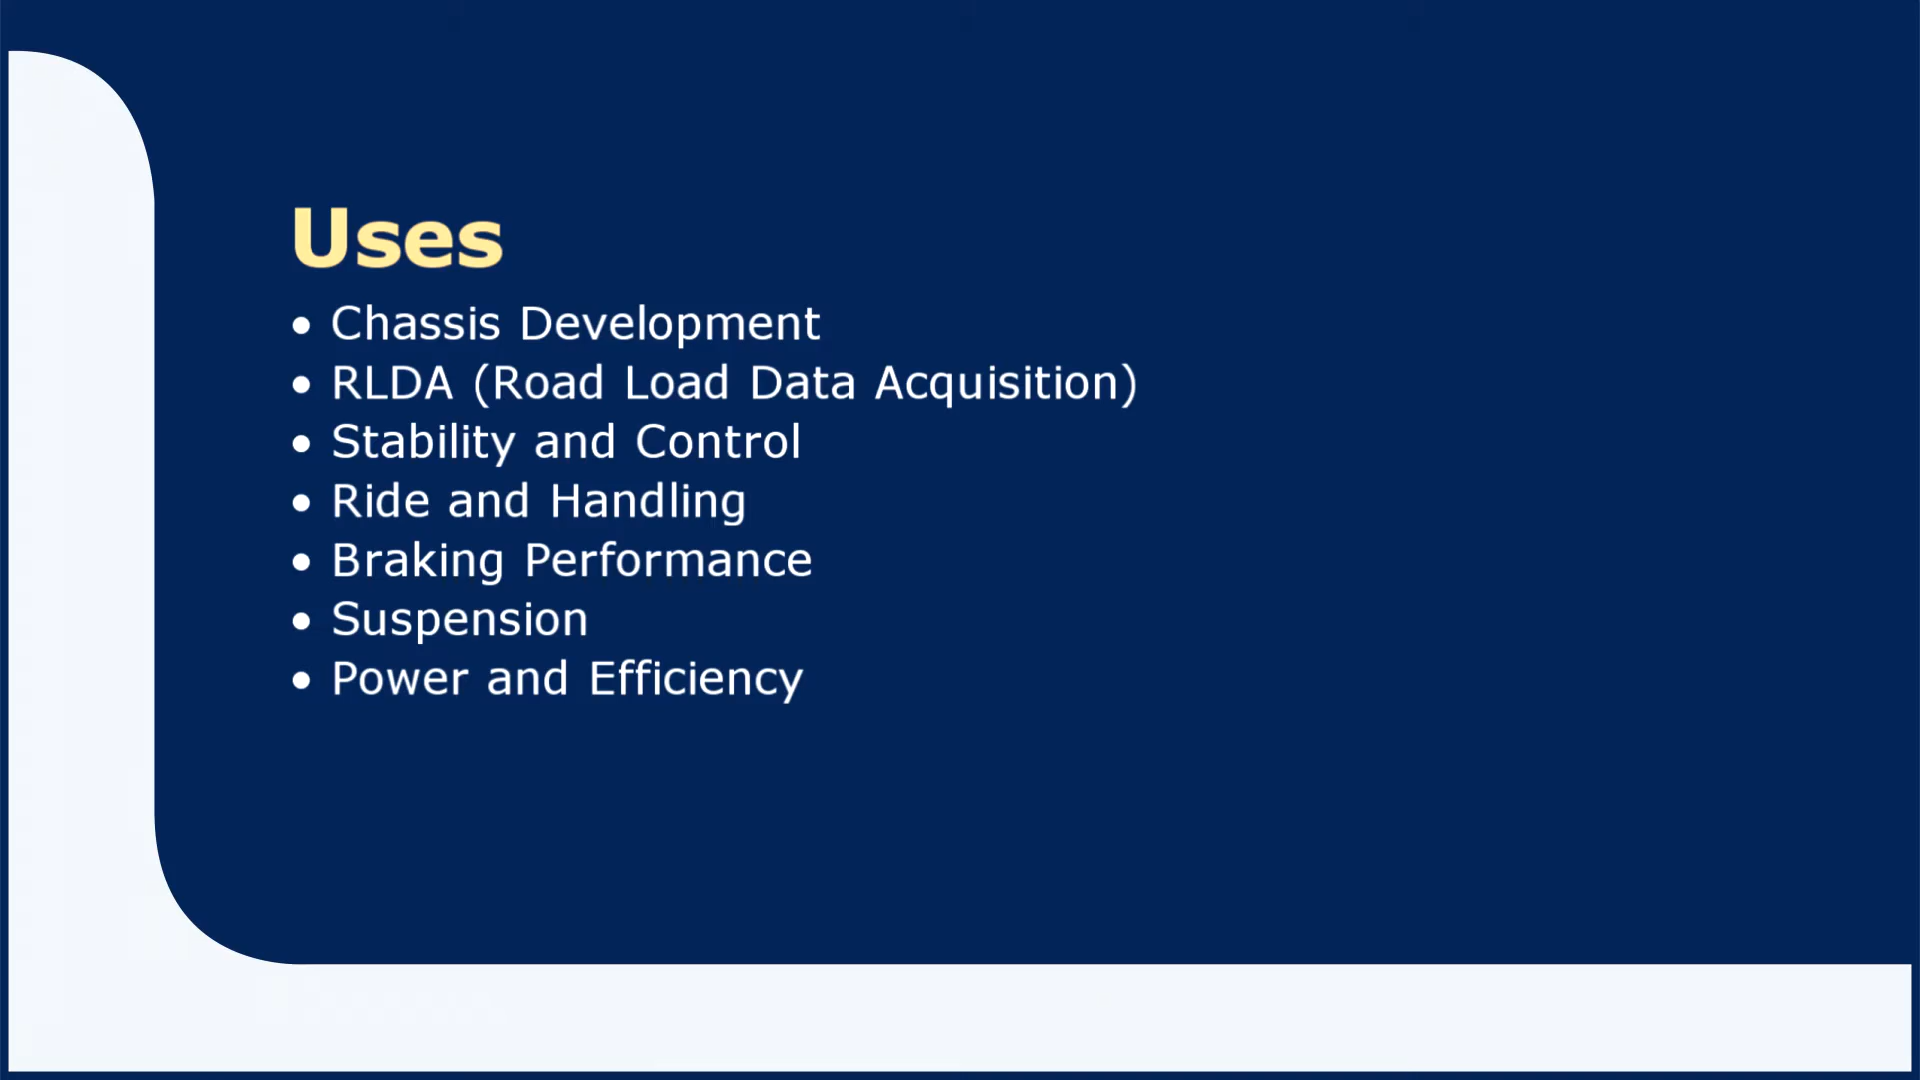 Uses
• Chassis Development
• RLDA (Road Load Data Acquisition)
• Stability and Control
• Ride and Handling
• Braking Performance
• Suspension
• Power and Efficiency